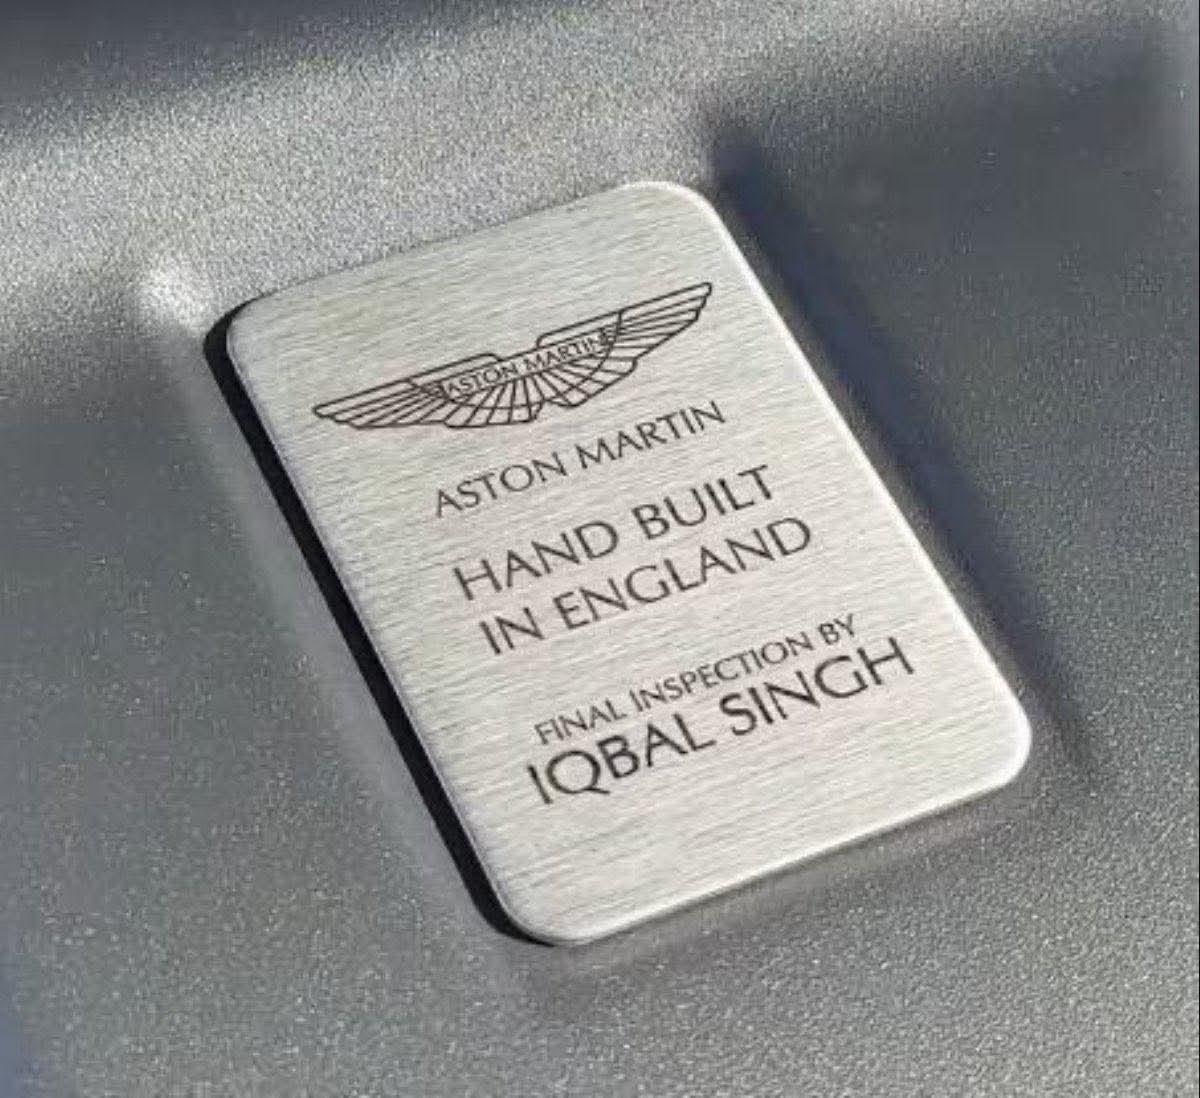 ASTON MARTIN
ASTON MARTIN
HAND BUILT
IN ENGLAND
FINAL INSPECTION BY
IQBAL SINGH